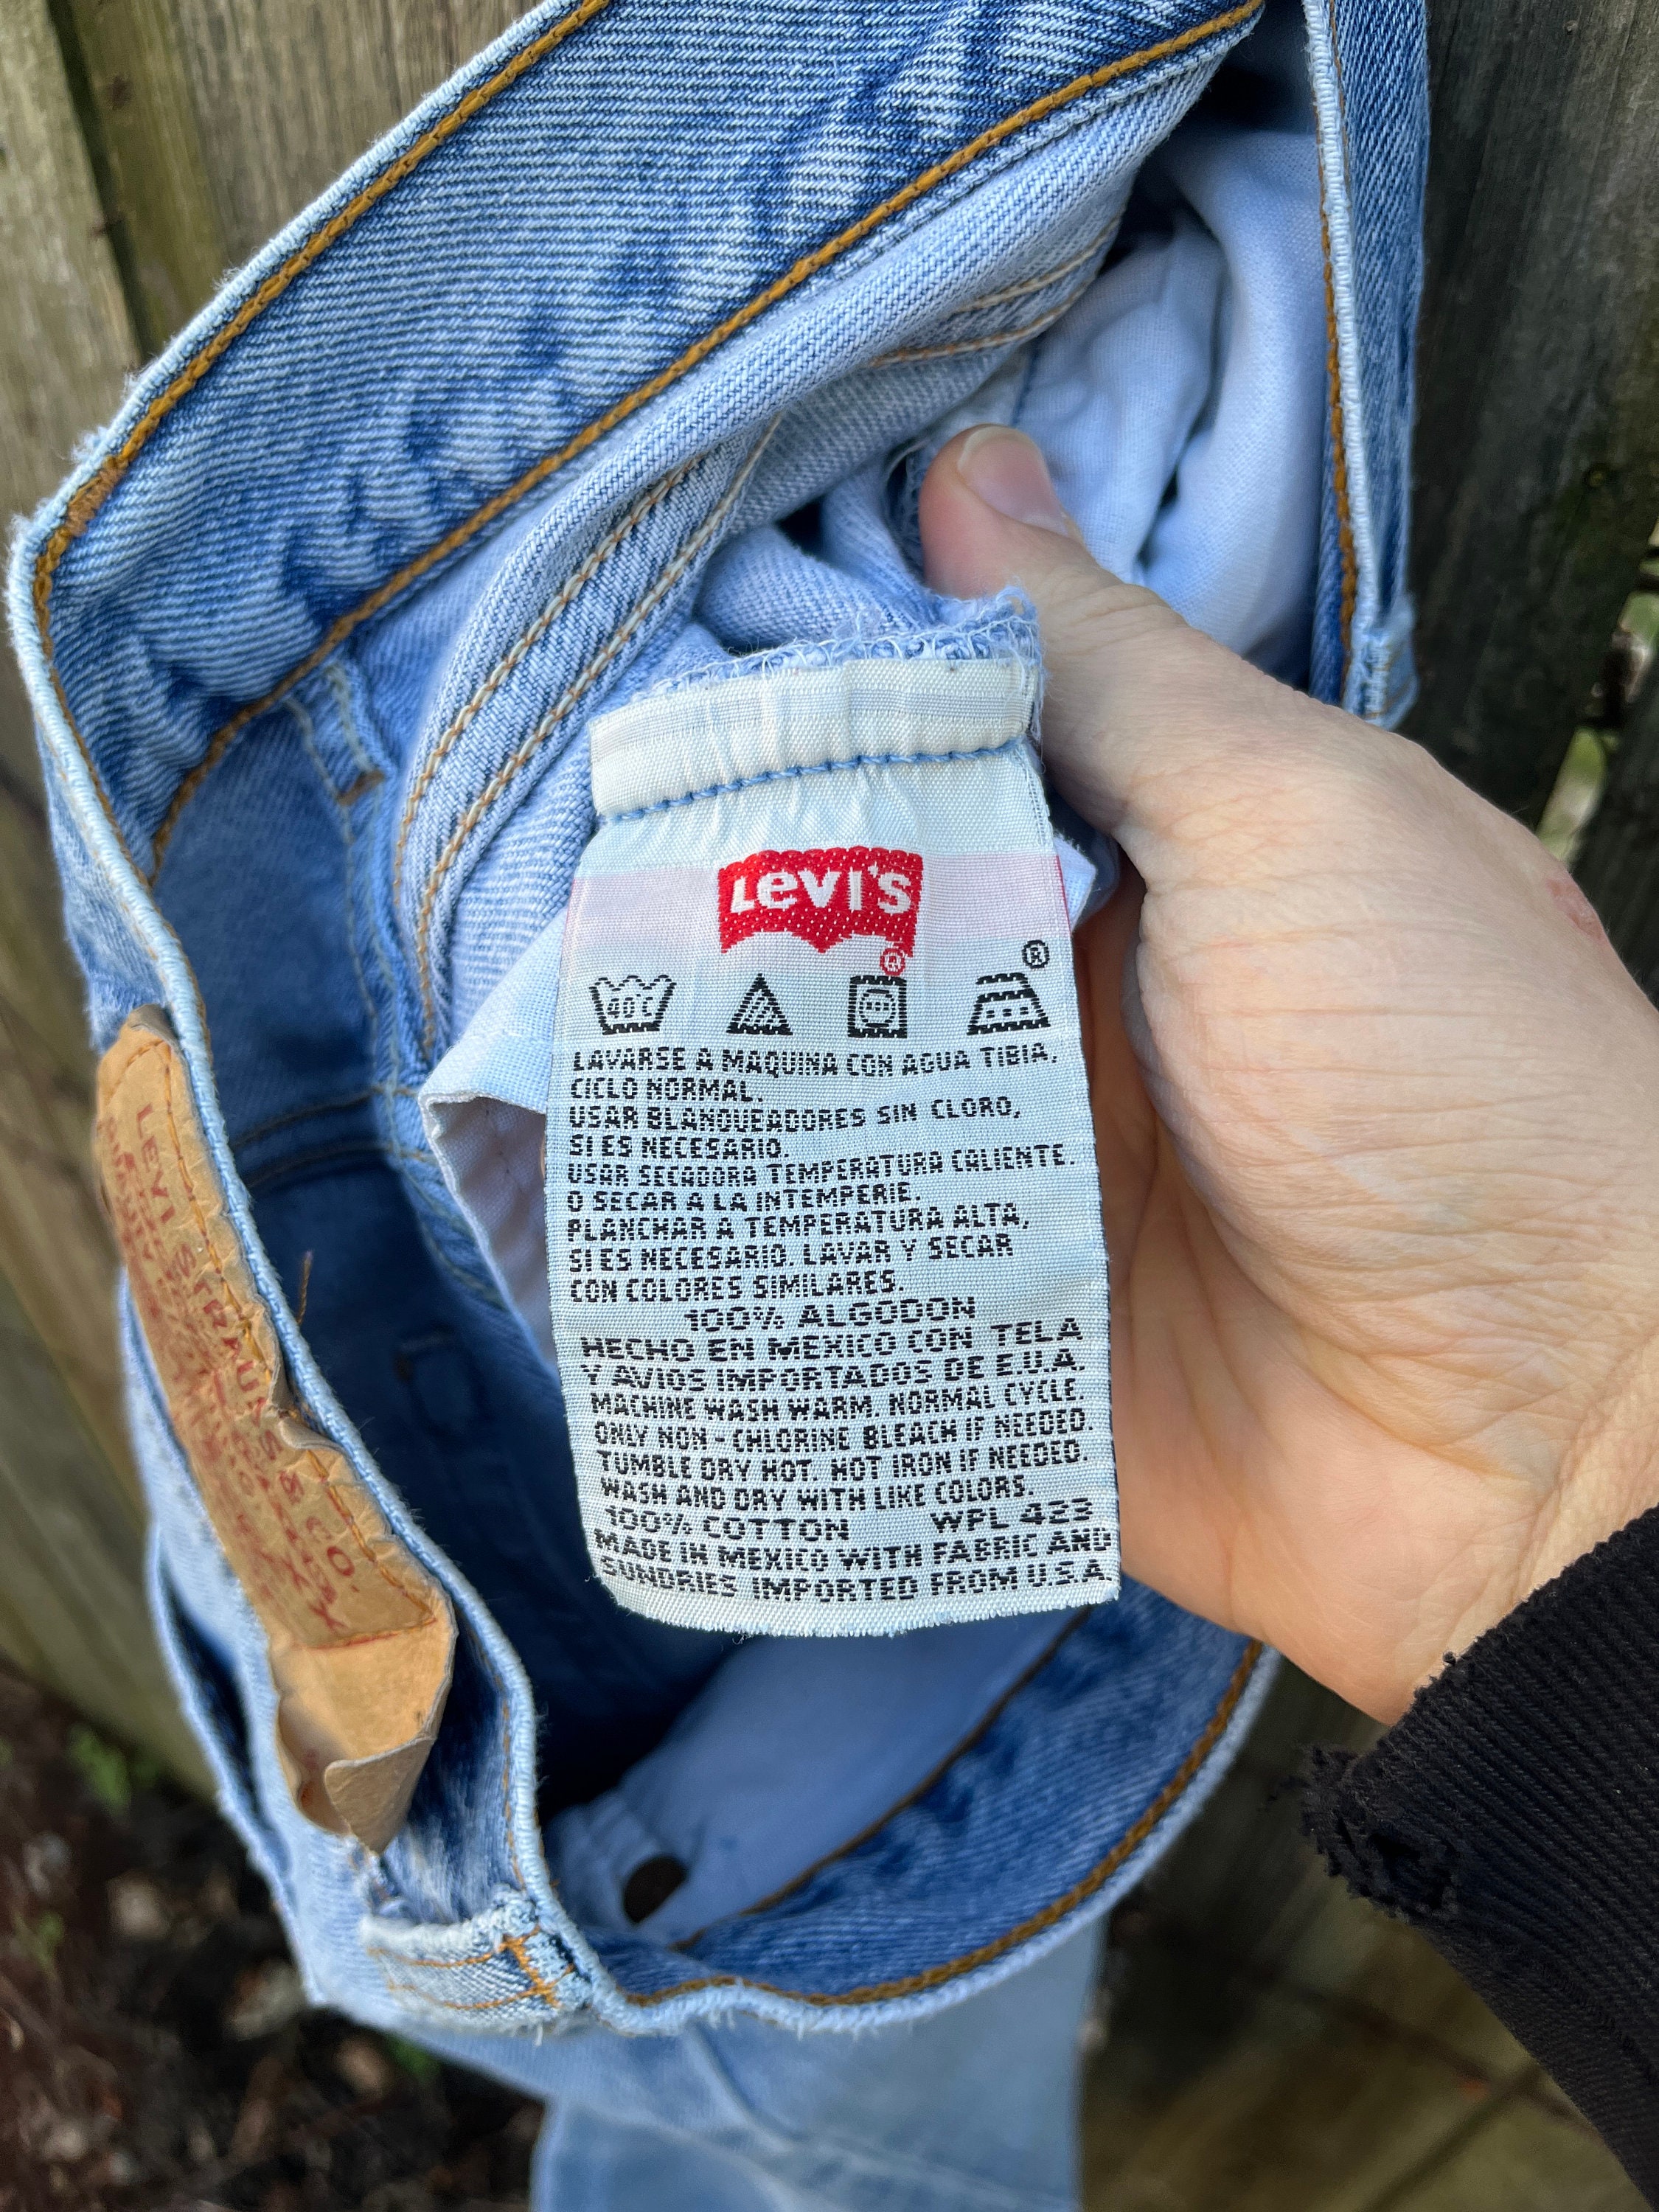 LEVI'S
®
®
40°C
LAVARSE A MAQUINA CON AGUA TIBIA,
CICLO NORMAL.
USAR BLANQUEADORES SIN CLORO,
SI ES NECESARIO.
USAR SECADORA TEMPERATURA CALIENTE.
O SECAR A LA INTEMPERIE.
PLANCHAR A TEMPERATURA ALTA,
SI ES NECESARIO. LAVAR Y SECAR
CON COLORES SIMILARES.
100% ALGODON
HECHO EN MEXICO CON TELA
Y AVIOS IMPORTADOS DE E.U.A.
MACHINE WASH WARM, NORMAL CYCLE.
ONLY NON-CHLORINE BLEACH IF NEEDED.
TUMBLE DRY HOT. HOT IRON IF NEEDED.
WASH AND DRY WITH LIKE COLORS.
100% COTTON WPL 423
MADE IN MEXICO WITH FABRIC AND
SUNDRIES IMPORTED FROM U.S.A.
LEVI STRAUSS & CO.